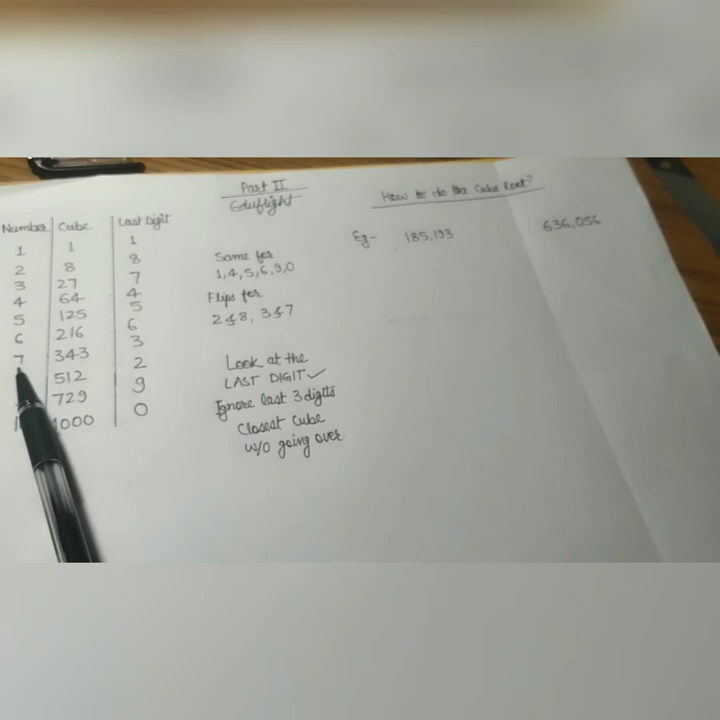 Part II
Eduflight
How to do the Cube Root?
Number Cube Last Digit
1 1 1
2 8 8
3 27 7
4 64 4
5 125 5
6 216 6
7 343 3
512 2
729 9
1000 0
Same for
1,4,5,6,9,0
Flips for
2&8, 3&7
Look at the
LAST DIGIT ✓
Ignore last 3 digits
Closest Cube
w/o going over.
Eg- 185,193 636,056